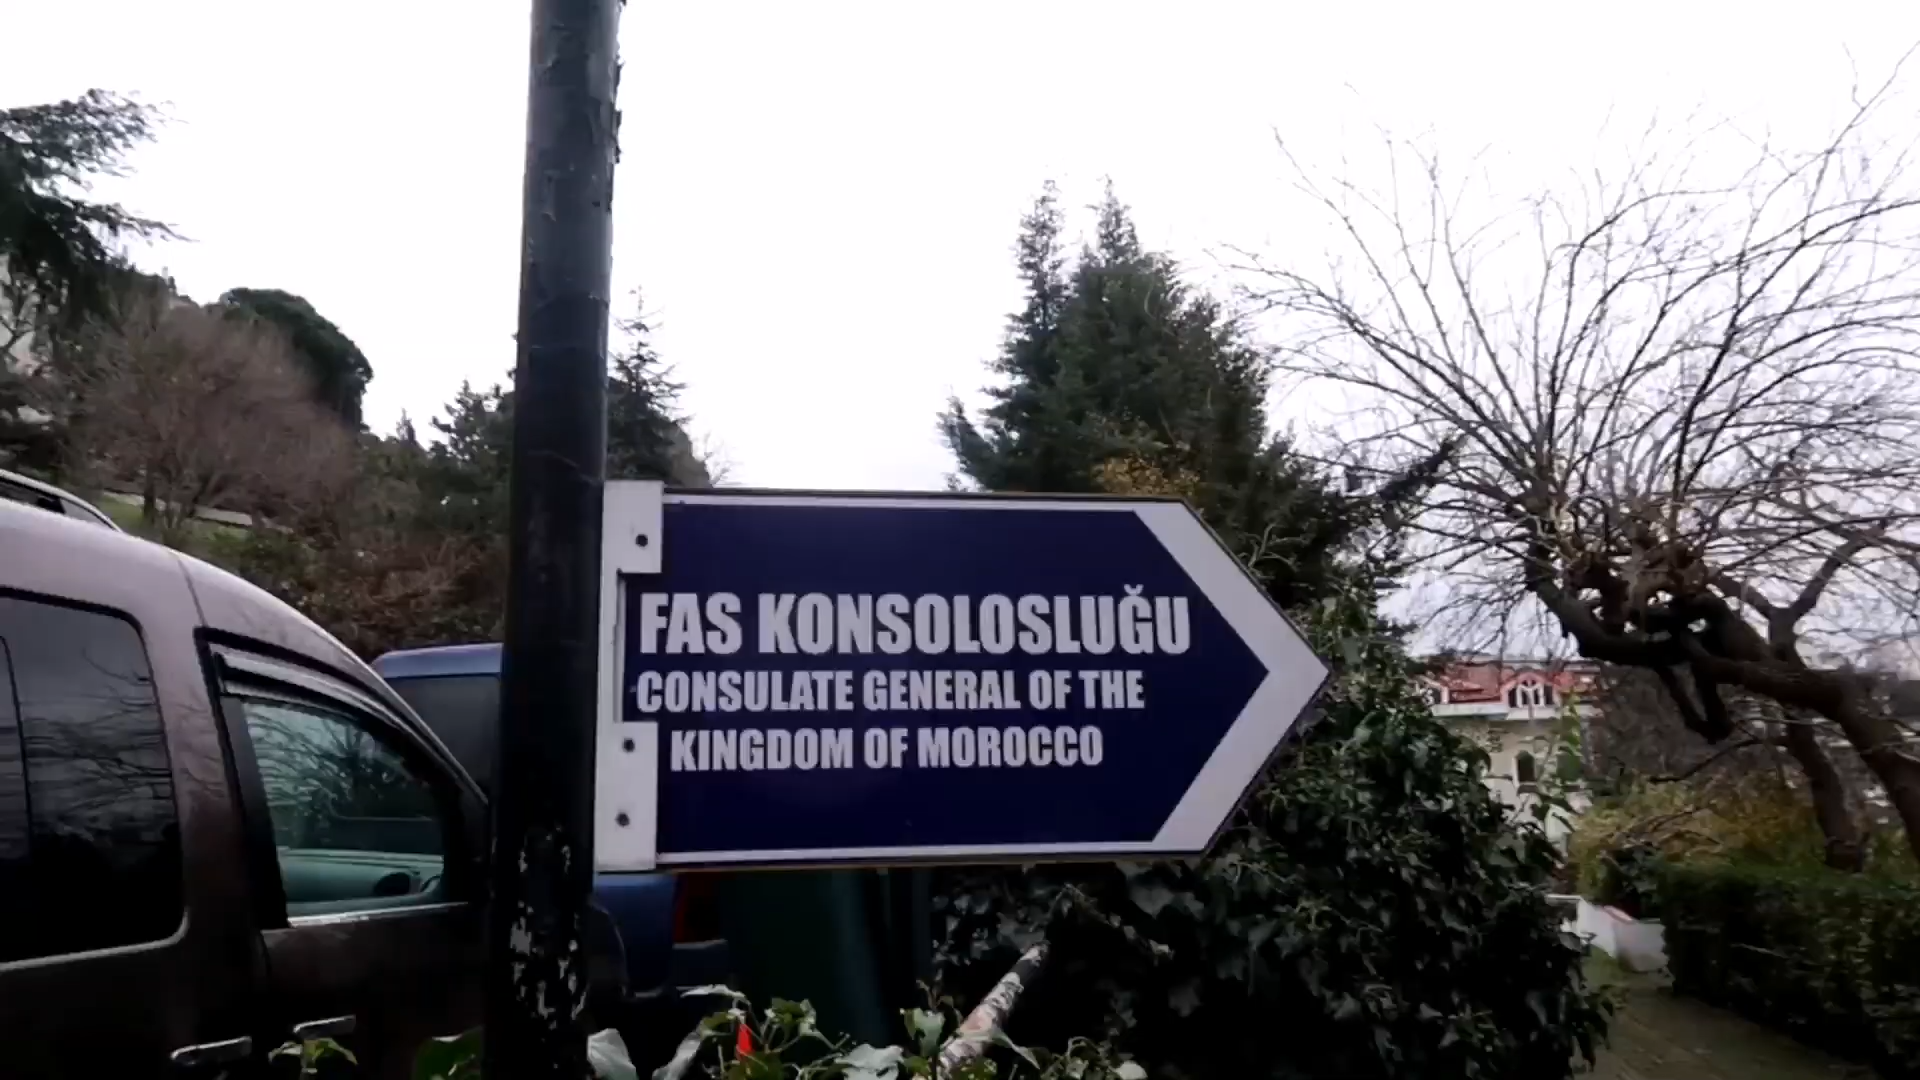 FAS KONSOLOSLUĞU
CONSULATE GENERAL OF THE
KINGDOM OF MOROCCO